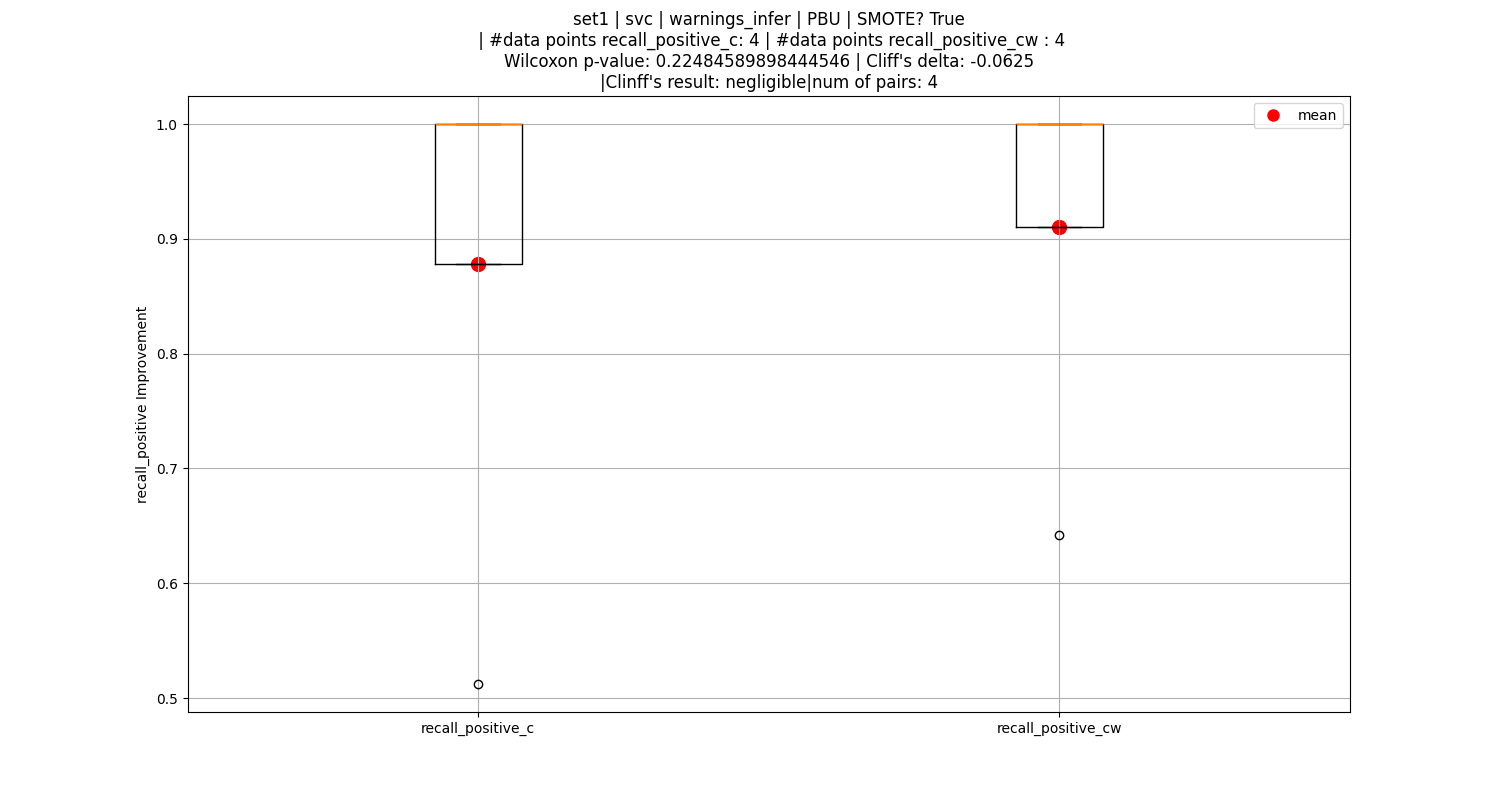 set1 | svc | warnings_infer | PBU | SMOTE? True
| #data points recall_positive_c: 4 | #data points recall_positive_cw : 4
Wilcoxon p-value: 0.22484589898444546 | Cliff's delta: -0.0625
|Clinff's result: negligible|num of pairs: 4
mean
1.0
0.9
0.8
0.7
0.6
0.5
recall_positive Improvement
recall_positive_c
recall_positive_cw